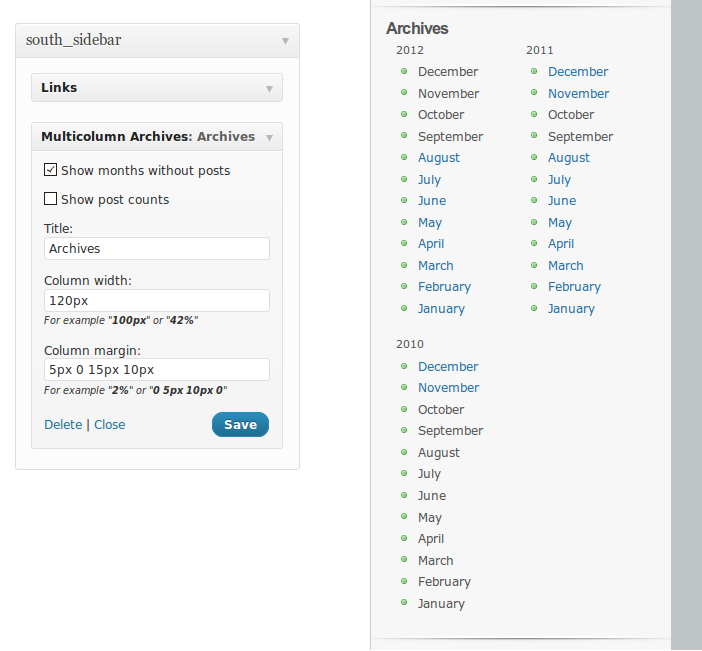 south_sidebar
Links
Multicolumn Archives: Archives
Show months without posts
Show post counts
Title:
Archives
Column width:
120px
For example "100px" or "42%"
Column margin:
5px 0 15px 10px
For example "2%" or "0 5px 10px 0"
Delete | Close
Save
Archives
2012
December
November
October
September
August
July
June
May
April
March
February
January
2011
December
November
October
September
August
July
June
May
April
March
February
January
2010
December
November
October
September
August
July
June
May
April
March
February
January